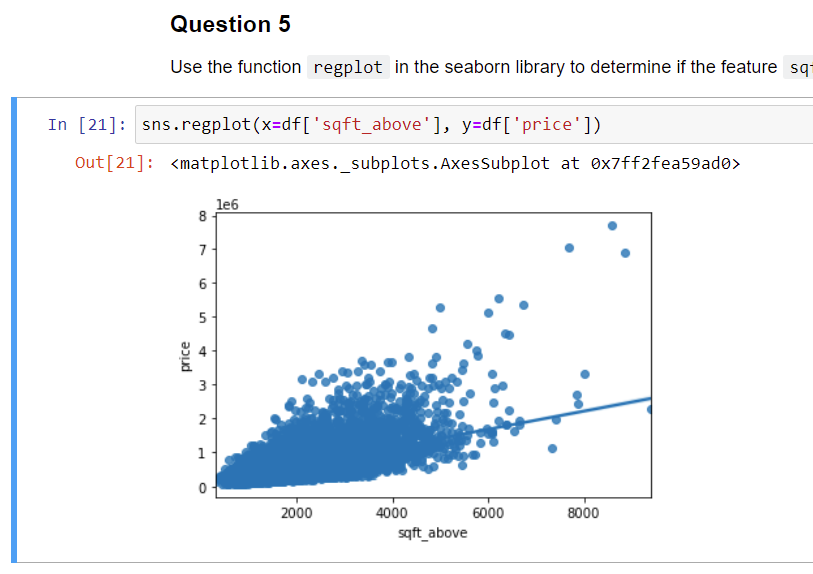 Question 5
Use the function regplot in the seaborn library to determine if the feature
In [21]: sns.regplot(x=df['sqft_above'], y=df['price'])
Out[21]: <matplotlib.axes._subplots.AxesSubplot at 0x7ff2fea59ad0>
1e6
8
7
6
5
4
3
2
1
0
price
2000 4000 6000 8000
sqft_above